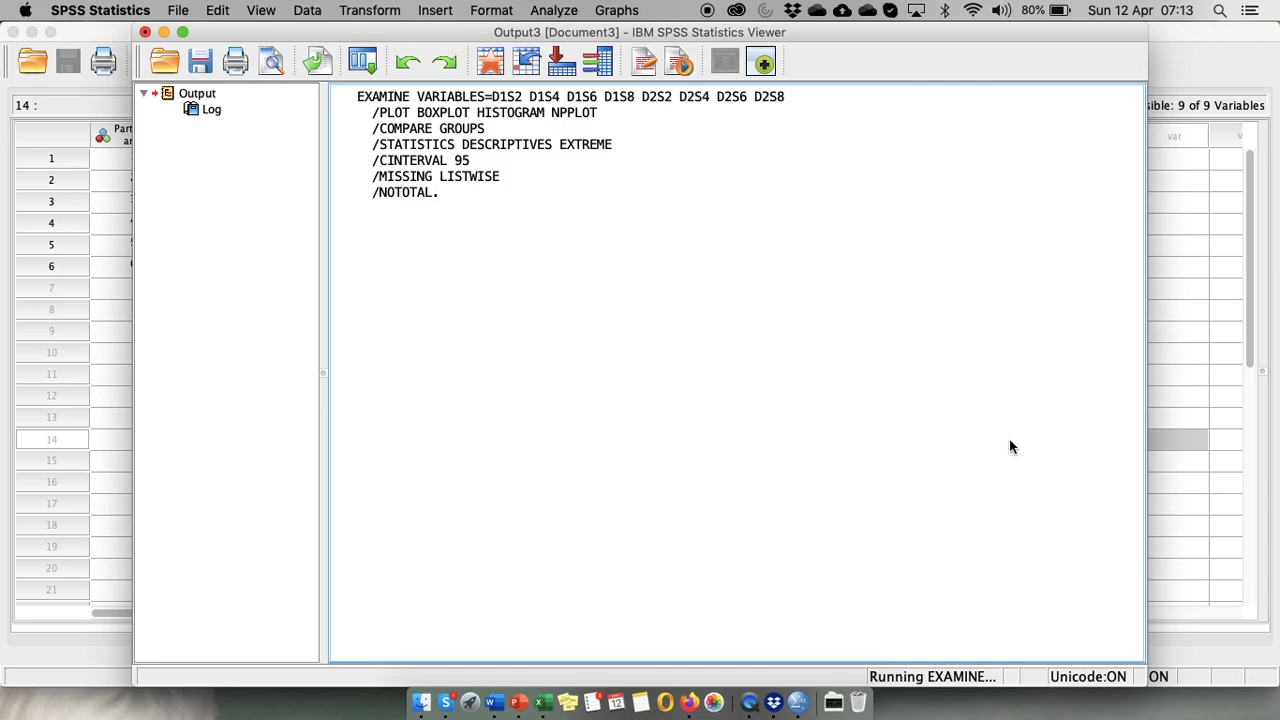 SPSS Statistics File Edit View Data Transform Insert Format Analyze Graphs 80% Sun 12 Apr 07:13
Output3 [Document3] - IBM SPSS Statistics Viewer
14 :
sible: 9 of 9 Variables
Output
Log
EXAMINE VARIABLES=D1S2 D1S4 D1S6 D1S8 D2S2 D2S4 D2S6 D2S8
/PLOT BOXPLOT HISTOGRAM NPPLOT
/COMPARE GROUPS
/STATISTICS DESCRIPTIVES EXTREME
/CINTERVAL 95
/MISSING LISTWISE
/NOTOTAL.
Part
var
1
2
3
4
5
6
7
8
9
10
11
12
13
14
15
16
17
18
19
20
21
Running EXAMINE... Unicode:ON ON